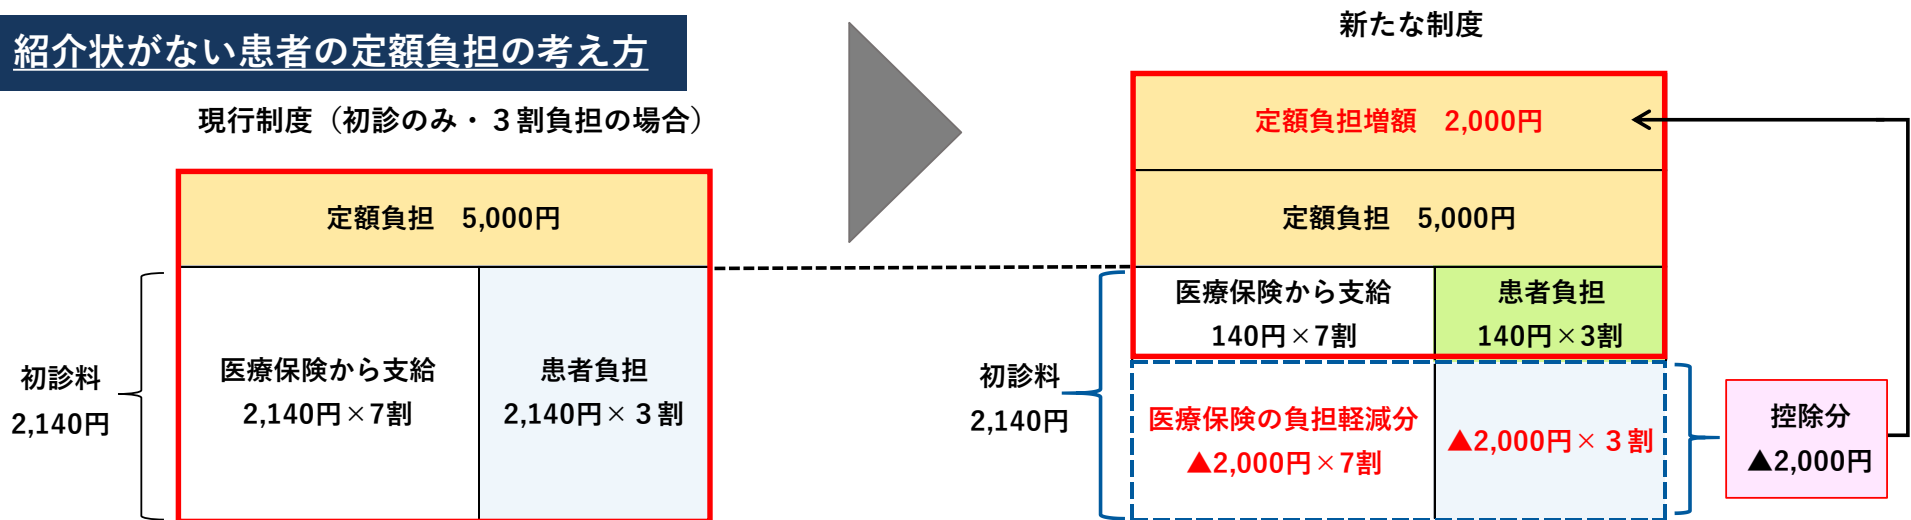 紹介状がない患者の定額負担の考え方
現行制度（初診のみ・３割負担の場合）
定額負担　5,000円
医療保険から支給
2,140円×7割
患者負担
2,140円×３割
初診料
2,140円
新たな制度
定額負担増額　2,000円
定額負担　5,000円
医療保険から支給
140円×7割
患者負担
140円×3割
初診料
2,140円
医療保険の負担軽減分
▲2,000円×7割
▲2,000円×３割
控除分
▲2,000円